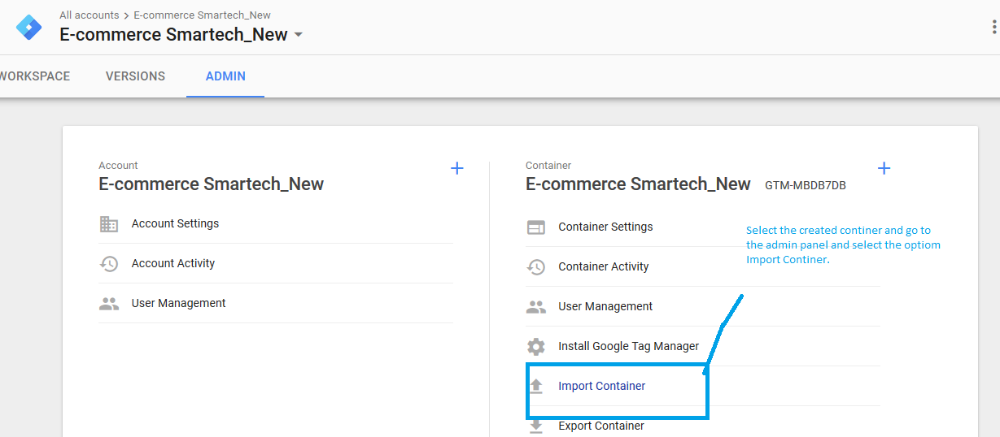 All accounts > E-commerce Smartech_New
E-commerce Smartech_New
WORKSPACE VERSIONS ADMIN
Account
E-commerce Smartech_New
Account Settings
Account Activity
User Management
Container
E-commerce Smartech_New GTM-MBDB7DB
Container Settings
Container Activity
User Management
Install Google Tag Manager
Import Container
Export Container
Select the created continer and go to
the admin panel and select the optiom
Import Continer.